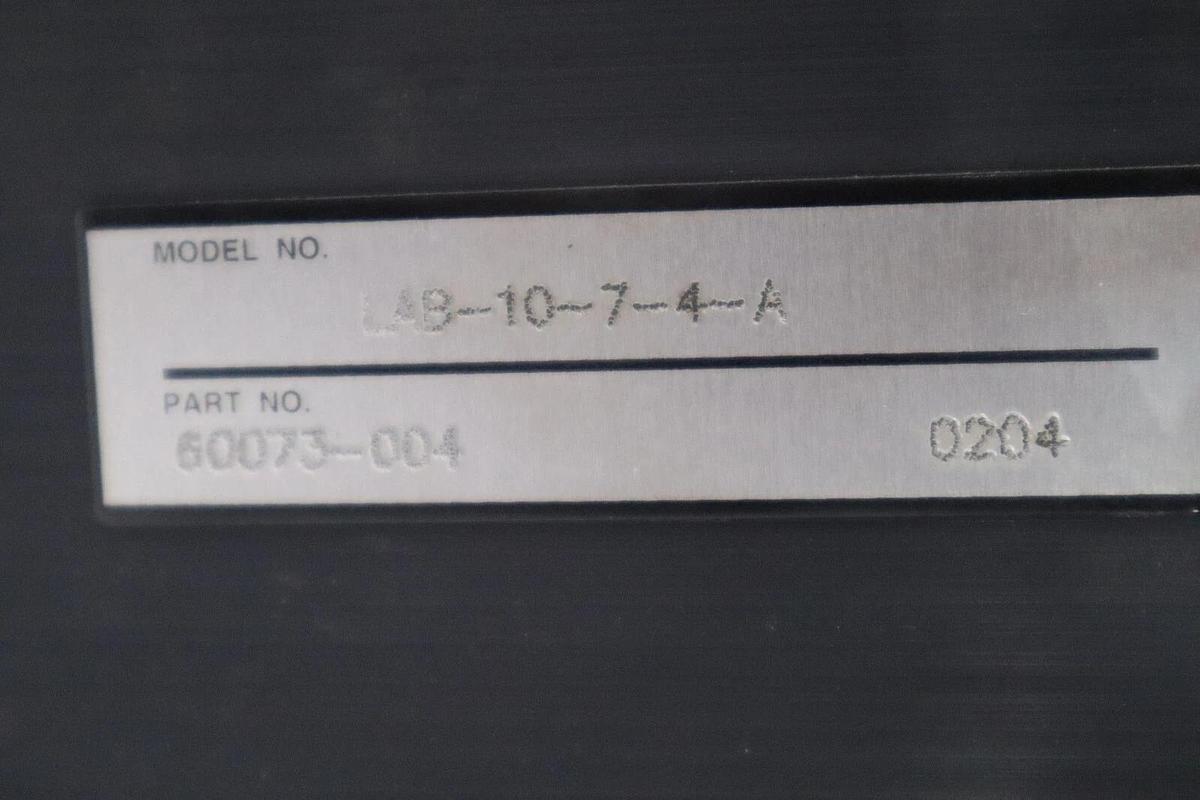 MODEL NO.
LAB-10-7-4-A
PART NO.
60073-004 0204